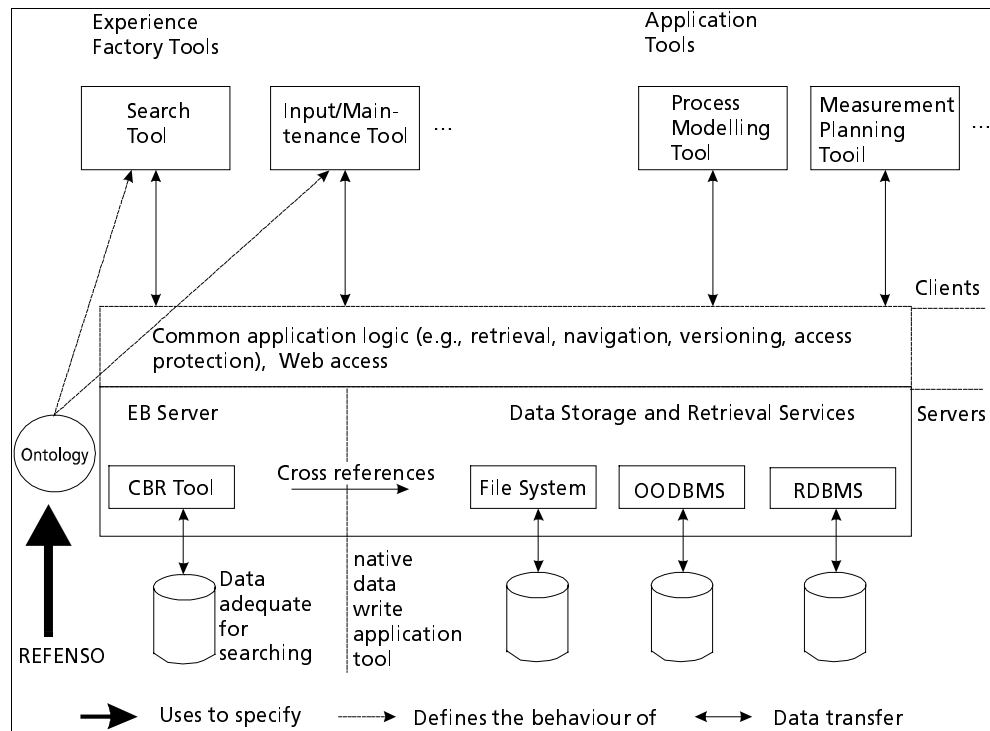 Experience
Factory Tools
Application
Tools
Search
Tool
Input/Main-
tenance Tool
...
Process
Modelling
Tool
Measurement
Planning
Tooil
...
Clients
Common application logic (e.g., retrieval, navigation, versioning, access
protection), Web access
EB Server
Data Storage and Retrieval Services
Servers
Ontology
CBR Tool
Cross references
File System
OODBMS
RDBMS
Data
adequate
for
searching
native
data
write
application
tool
REFENSO
Uses to specify
Defines the behaviour of
Data transfer